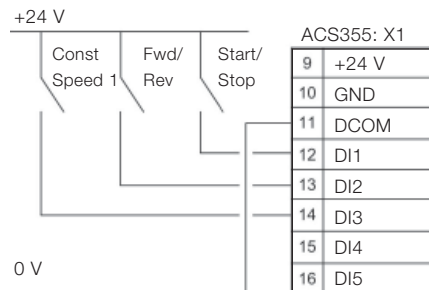 +24 V
Const Speed 1
Fwd/ Rev
Start/ Stop
ACS355: X1
9 +24 V
10 GND
11 DCOM
12 DI1
13 DI2
14 DI3
15 DI4
16 DI5
0 V